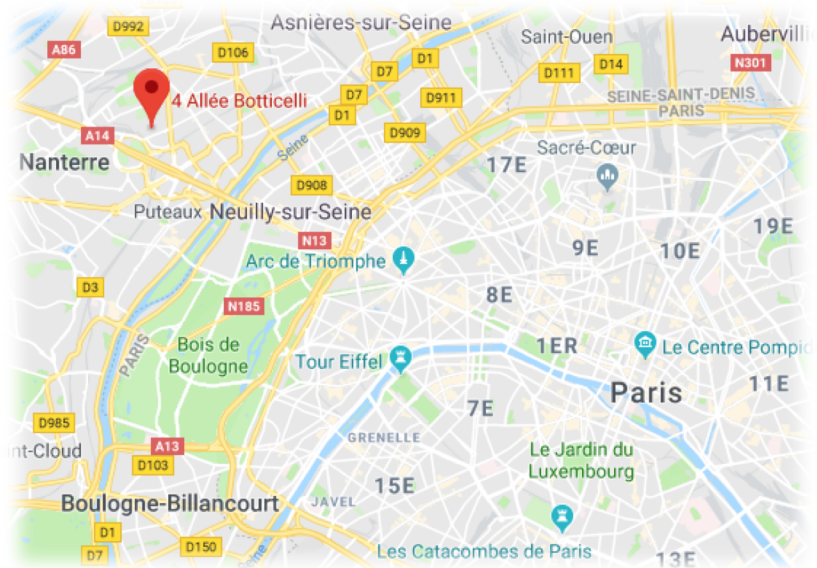 D992
Asnières-sur-Seine
A86
D106
Saint-Ouen
Aubervilli
D1
D7
D111
D14
N301
4 Allée Botticelli
D7
D911
SEINE-SAINT-DENIS
PARIS
D1
A14
D909
Seine
Sacré-Cœur
Nanterre
17E
D908
Puteaux
Neuilly-sur-Seine
19E
N13
9E
10E
Arc de Triomphe
D3
8E
N185
PARIS
Bois de
Boulogne
1ER
Le Centre Pompid
Tour Eiffel
11E
Paris
7E
D985
GRENELLE
nt-Cloud
A13
D103
Le Jardin du
Luxembourg
15E
Boulogne-Billancourt
JAVEL
D1
D150
D7
Seine
Les Catacombes de Paris
13E